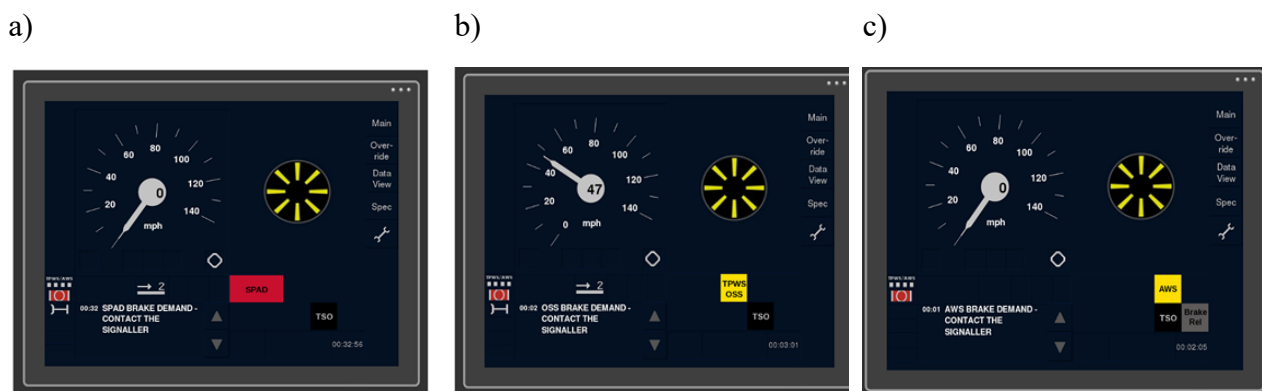 a)
b)
c)
60 80 100
40 120
20 140
0
mph
Main
Over-
ride
Data
View
Spec
TPWS/AWS
2
SPAD
00:32 SPAD BRAKE DEMAND -
CONTACT THE
SIGNALLER
TSO
00:32:56
60 80 100
40 120
20 140
0
47
mph
Main
Over-
ride
Data
View
Spec
TPWS/AWS
2
TPWS
OSS
00:02 OSS BRAKE DEMAND -
CONTACT THE
SIGNALLER
TSO
00:03:01
60 80 100
40 120
20 140
0
mph
Main
Over-
ride
Data
View
Spec
TPWS/AWS
AWS
00:01 AWS BRAKE DEMAND -
CONTACT THE
SIGNALLER
TSO
Brake
Rel
00:02:05